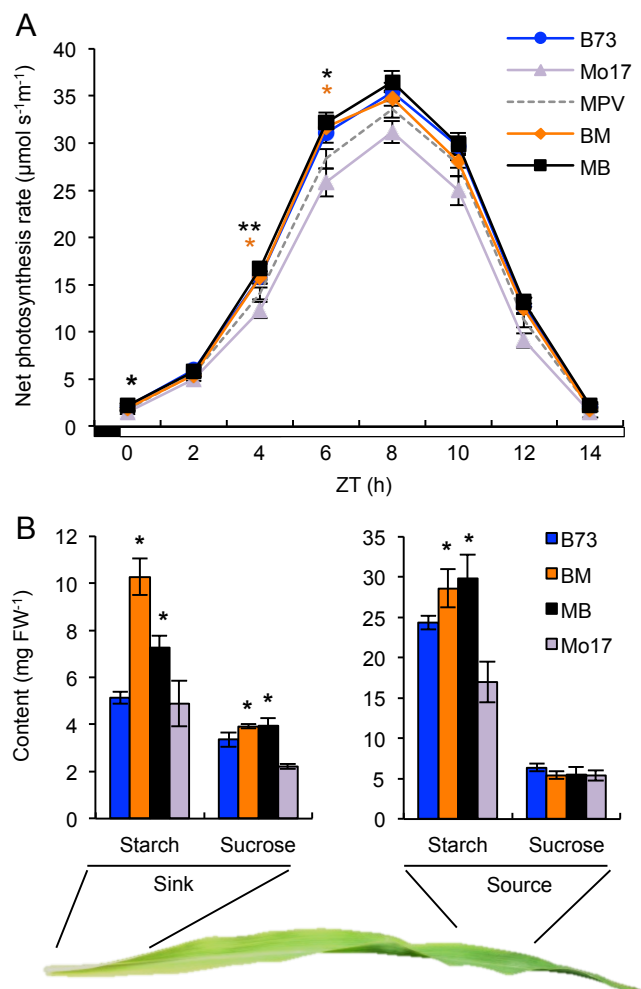 A
Net photosynthesis rate (µmol s⁻¹m⁻¹)
40
35
30
25
20
15
10
5
0
*
**
*
*
*
B73
Mo17
MPV
BM
MB
0 2 4 6 8 10 12 14
ZT (h)
B
Content (mg FW⁻¹)
12
10
8
6
4
2
0
*
*
*
*
Starch Sucrose
Sink
35
30
25
20
15
10
5
0
*
*
B73
BM
MB
Mo17
Starch Sucrose
Source